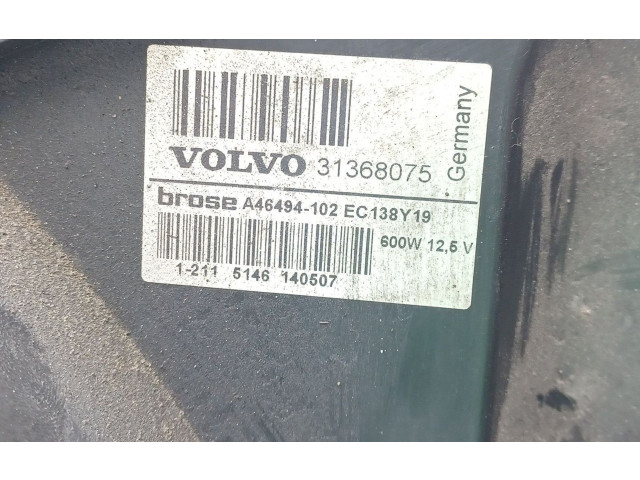 VOLVO 31368075
Germany
brose A46494-102 EC138Y19
600W 12,5 V
1-211 5146 140507